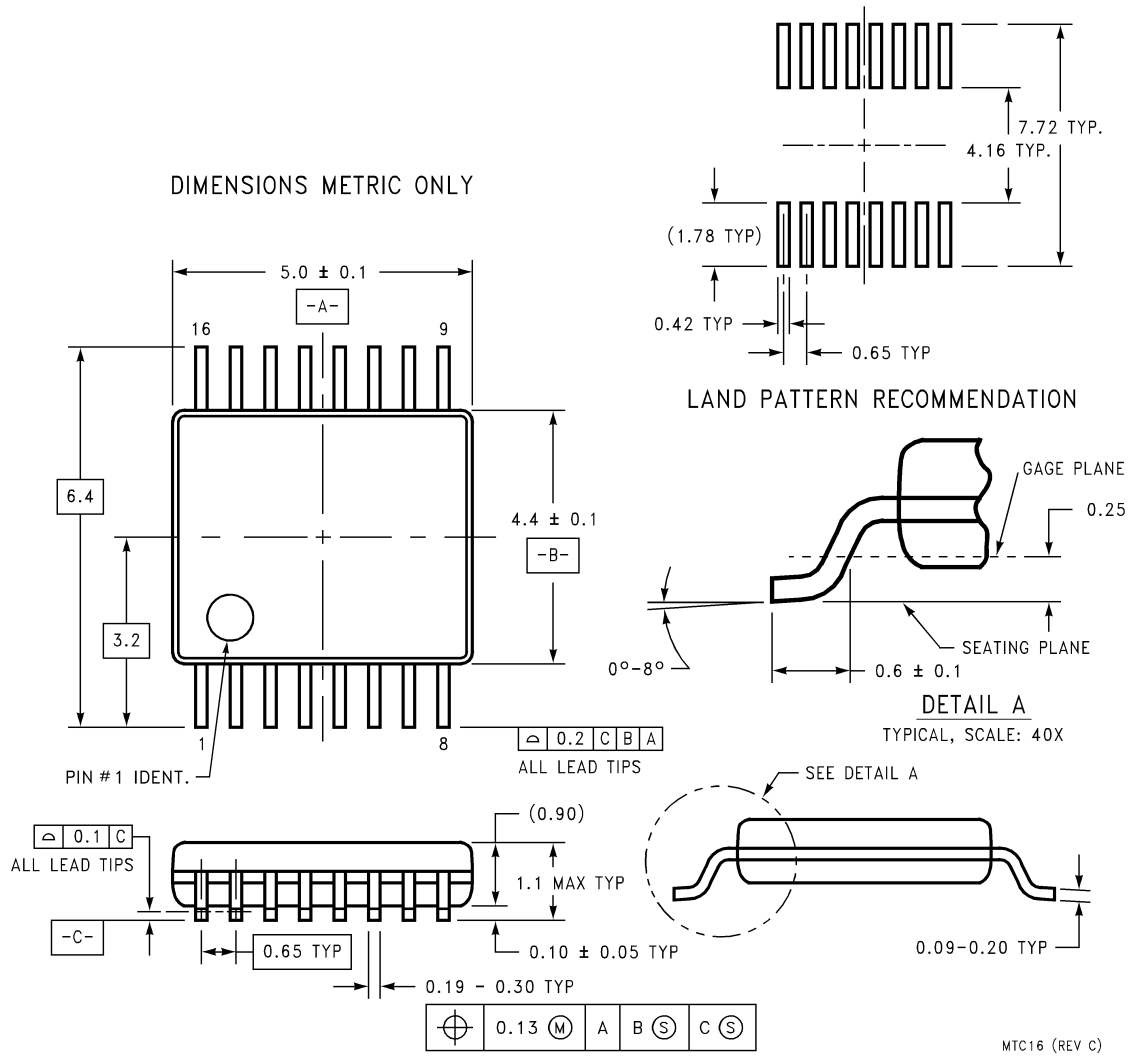 7.72 TYP.
4.16 TYP.
DIMENSIONS METRIC ONLY
(1.78 TYP)
5.0 ± 0.1
-A-
0.42 TYP
16
9
0.65 TYP
LAND PATTERN RECOMMENDATION
GAGE PLANE
6.4
0.25
4.4 ± 0.1
-B-
3.2
SEATING PLANE
0°-8°
0.6 ± 0.1
DETAIL A
TYPICAL, SCALE: 40X
1
8
0.2 C B A
ALL LEAD TIPS
PIN #1 IDENT.
SEE DETAIL A
(0.90)
0.1 C
ALL LEAD TIPS
1.1 MAX TYP
-C-
0.65 TYP
0.10 ± 0.05 TYP
0.09-0.20 TYP
0.19 - 0.30 TYP
0.13 Ⓜ A B Ⓢ C Ⓢ
MTC16 (REV C)